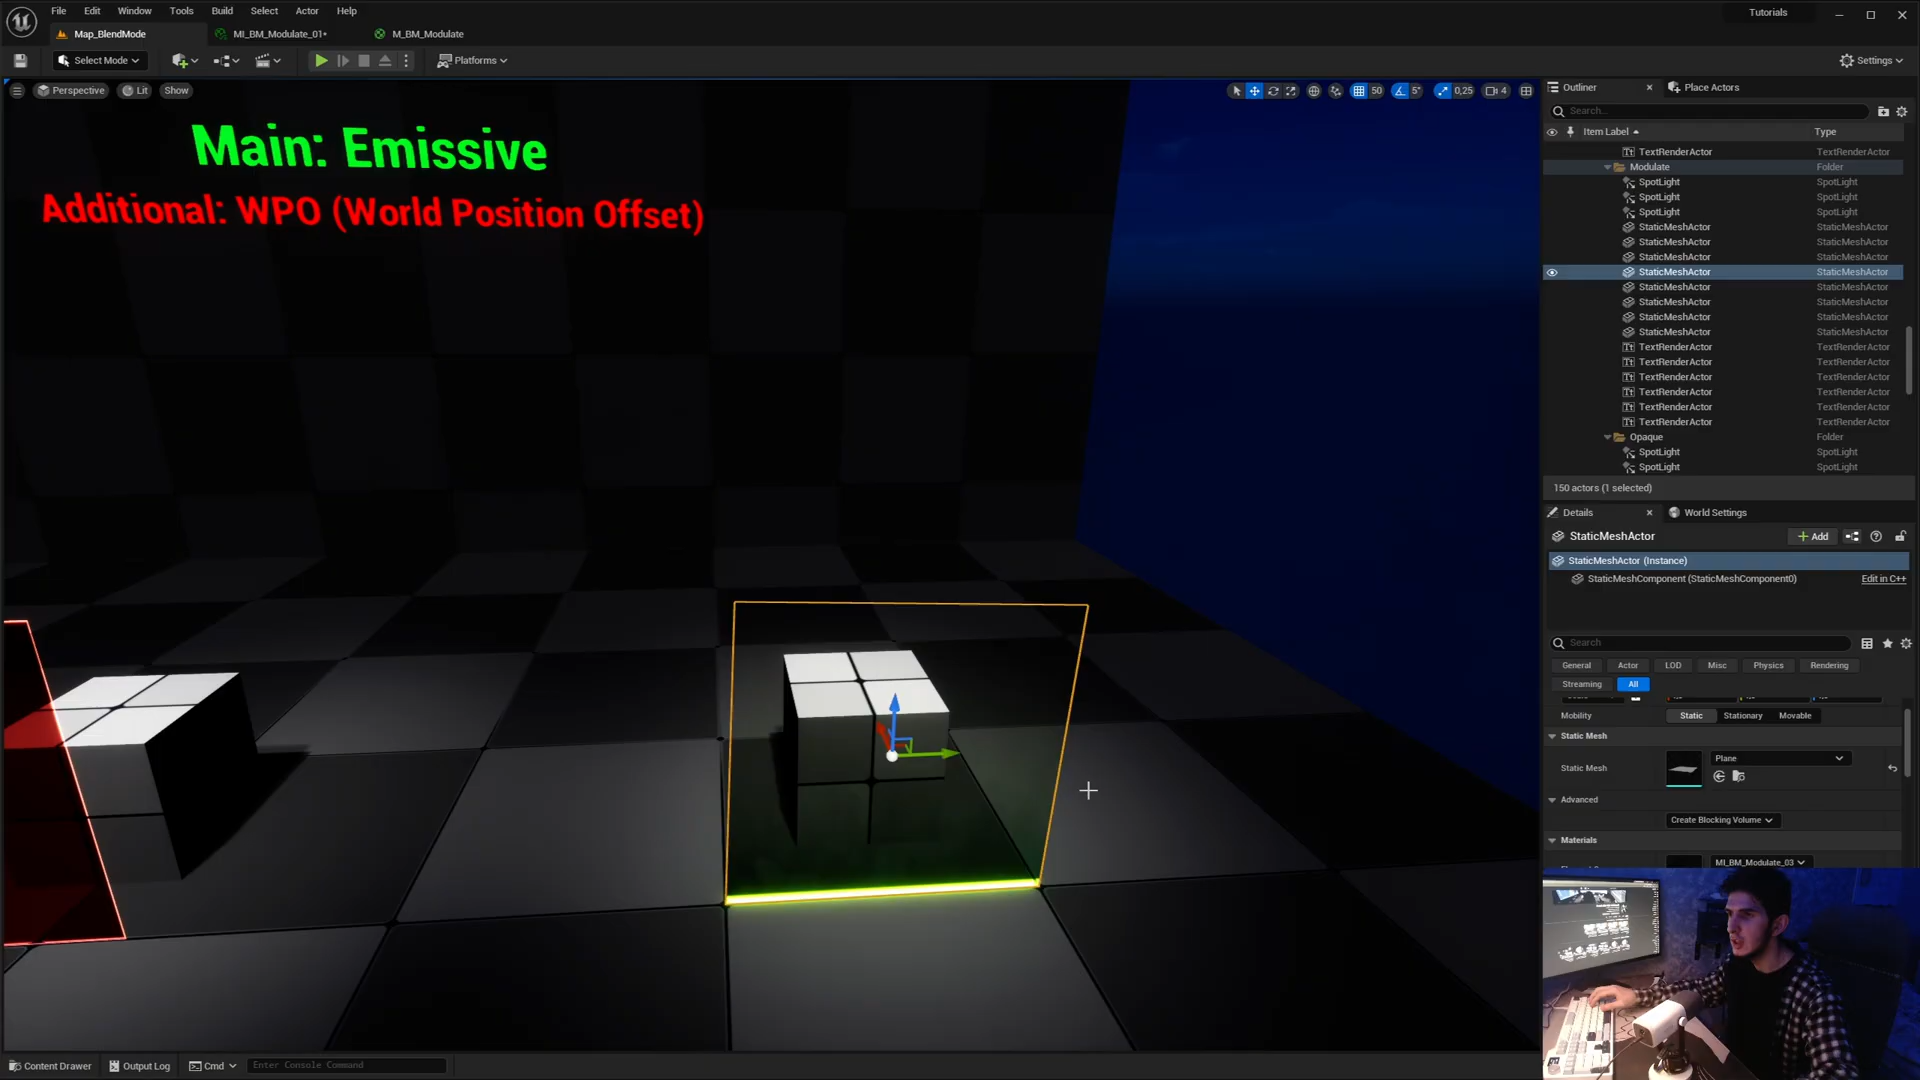 File Edit Window Tools Build Select Actor Help
Tutorials
Map_BlendMode MI_BM_Modulate_01* M_BM_Modulate
Select Mode Platforms Settings
Perspective Lit Show 50 5° 0,25 4
Main: Emissive
Additional: WPO (World Position Offset)
Outliner Place Actors
Search...
Item Label Type
TextRenderActor TextRenderActor
Modulate Folder
SpotLight SpotLight
SpotLight SpotLight
SpotLight SpotLight
StaticMeshActor StaticMeshActor
StaticMeshActor StaticMeshActor
StaticMeshActor StaticMeshActor
StaticMeshActor StaticMeshActor
StaticMeshActor StaticMeshActor
StaticMeshActor StaticMeshActor
StaticMeshActor StaticMeshActor
StaticMeshActor StaticMeshActor
TextRenderActor TextRenderActor
TextRenderActor TextRenderActor
TextRenderActor TextRenderActor
TextRenderActor TextRenderActor
TextRenderActor TextRenderActor
TextRenderActor TextRenderActor
Opaque Folder
SpotLight SpotLight
SpotLight SpotLight
150 actors (1 selected)
Details World Settings
StaticMeshActor Add
StaticMeshActor (Instance)
StaticMeshComponent (StaticMeshComponent0) Edit in C++
Search
General Actor LOD Misc Physics Rendering
Streaming All
Mobility Static Stationary Movable
Static Mesh
Static Mesh Plane
Advanced
Create Blocking Volume
Materials
MI_BM_Modulate_03
Content Drawer Output Log Cmd Enter Console Command